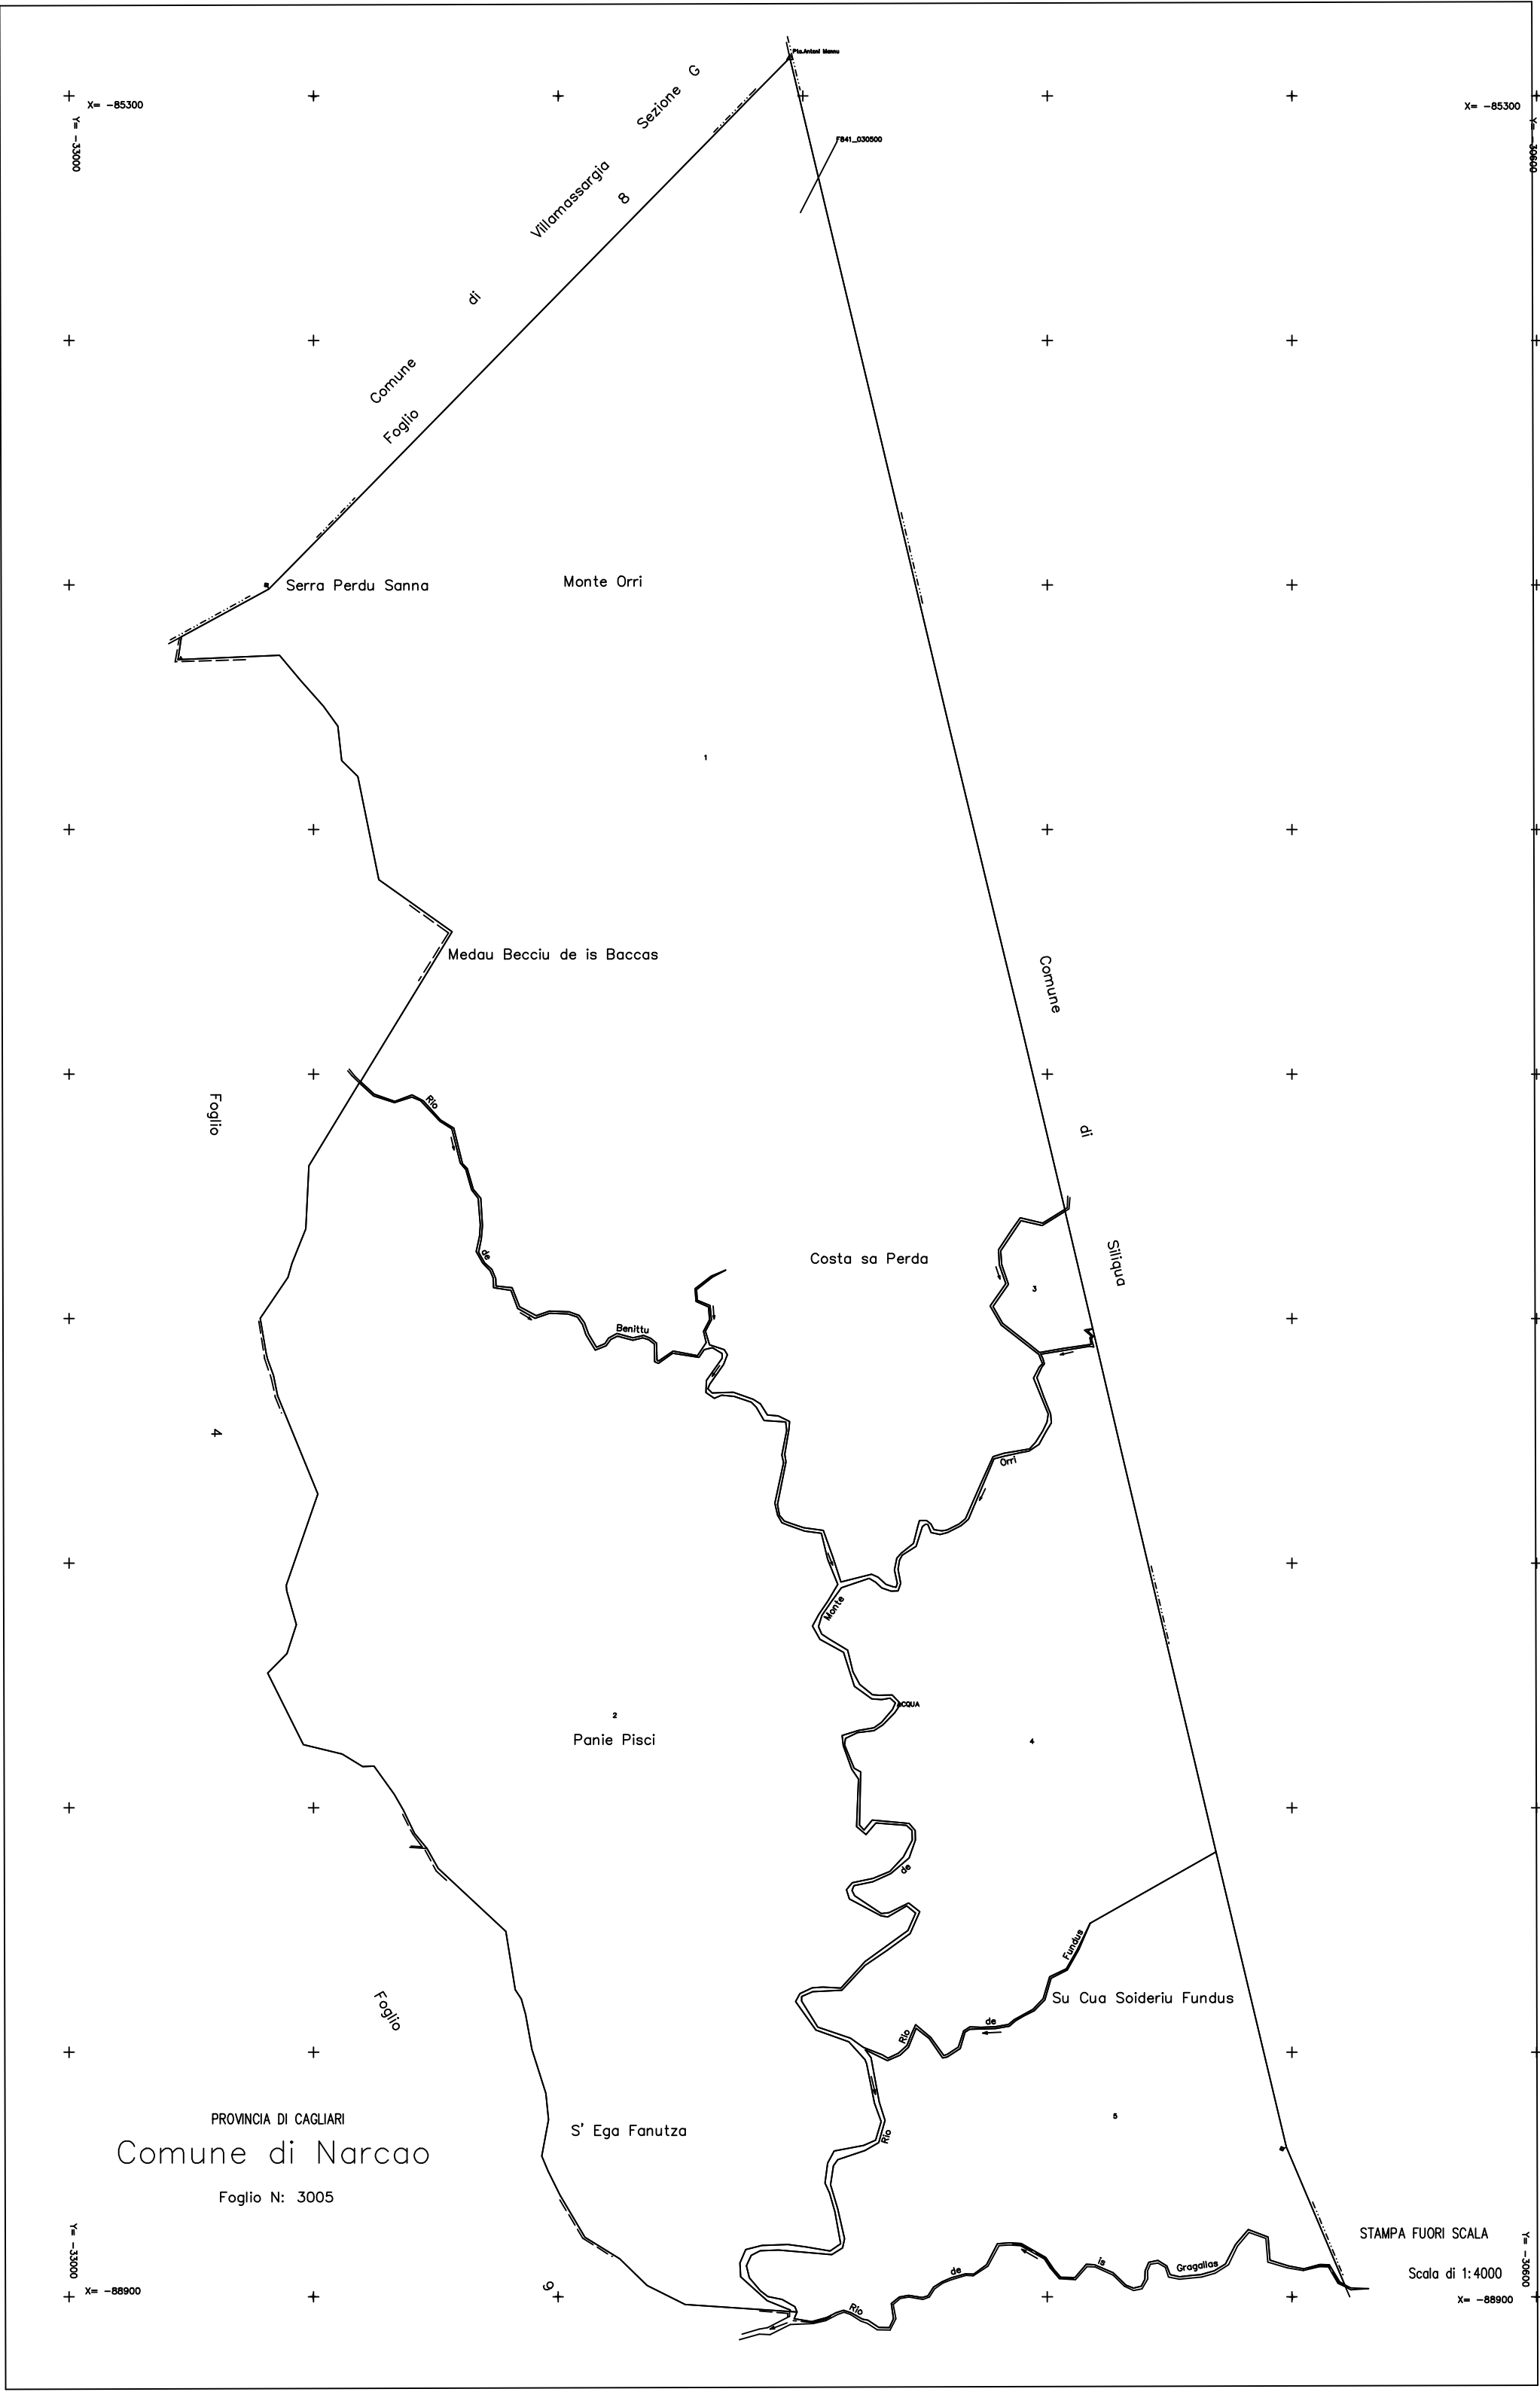 Pta.Antoni Mannu
X= -85300
Y= -33000
X= -85300
Y= -30600
F841_030500
Comune di Villamassargia Sezione G
Foglio 8
Serra Perdu Sanna
Monte Orri
1
Medau Becciu de is Baccas
Comune di Siliqua
Foglio 4
Rio de Benittu
Costa sa Perda
3
Orri
Monte
ACQUA
2
Panie Pisci
4
de
Fundus
Su Cua Soideriu Fundus
de
Rio
Foglio 9
PROVINCIA DI CAGLIARI
Comune di Narcao
Foglio N: 3005
S' Ega Fanutza
Rio
5
Rio de is Gragallas
STAMPA FUORI SCALA
Scala di 1:4000
Y= -33000
X= -88900
Y= -30600
X= -88900